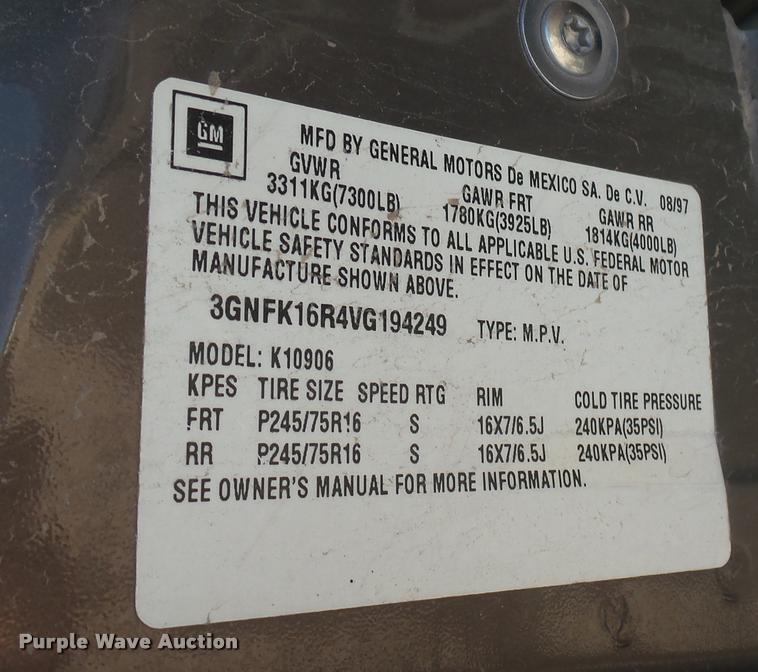 GM
MFD BY GENERAL MOTORS De MEXICO SA. De C.V. 08/97
GVWR GAWR FRT GAWR RR
3311KG(7300LB) 1780KG(3925LB) 1814KG(4000LB)
THIS VEHICLE CONFORMS TO ALL APPLICABLE U.S. FEDERAL MOTOR
VEHICLE SAFETY STANDARDS IN EFFECT ON THE DATE OF
MANUFACTURE SHOWN ABOVE.
3GNFK16R4VG194249 TYPE: M.P.V.
MODEL: K10906
KPES TIRE SIZE SPEED RTG RIM COLD TIRE PRESSURE
FRT P245/75R16 S 16X7/6.5J 240KPA(35PSI)
RR P245/75R16 S 16X7/6.5J 240KPA(35PSI)
SEE OWNER'S MANUAL FOR MORE INFORMATION.
Purple Wave Auction